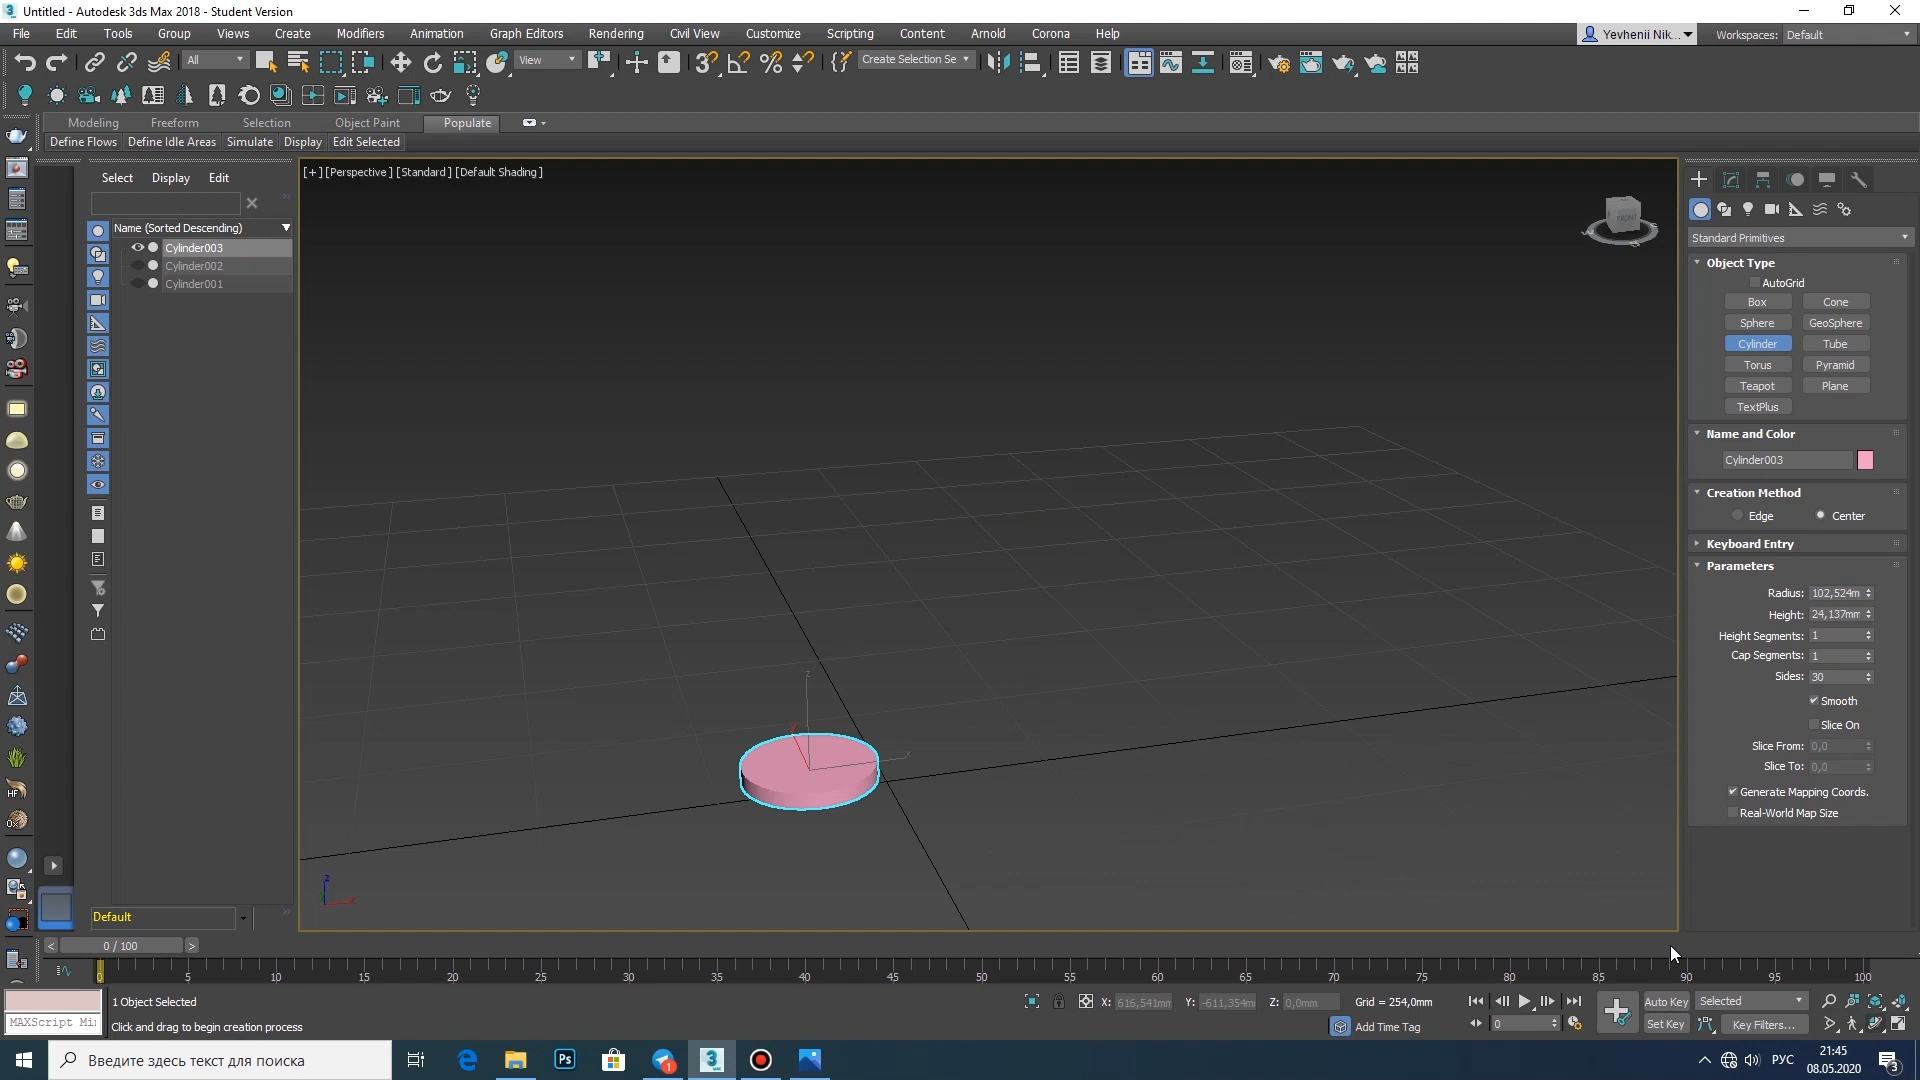 Untitled - Autodesk 3ds Max 2018 - Student Version
File Edit Tools Group Views Create Modifiers Animation Graph Editors Rendering Civil View Customize Scripting Content Arnold Corona Help
Yevhenii Nik... Workspaces: Default
All View Create Selection Se
Modeling Freeform Selection Object Paint Populate
Define Flows Define Idle Areas Simulate Display Edit Selected
[+] [Perspective] [Standard] [Default Shading]
Select Display Edit
Name (Sorted Descending)
Cylinder003
Cylinder002
Cylinder001
FRONT
Standard Primitives
Object Type
AutoGrid
Box Cone
Sphere GeoSphere
Cylinder Tube
Torus Pyramid
Teapot Plane
TextPlus
Name and Color
Cylinder003
Creation Method
Edge Center
Keyboard Entry
Parameters
Radius: 102,524m
Height: 24,137mm
Height Segments: 1
Cap Segments: 1
Sides: 30
Smooth
Slice On
Slice From: 0,0
Slice To: 0,0
Generate Mapping Coords.
Real-World Map Size
Default
0 / 100
0 5 10 15 20 25 30 35 40 45 50 55 60 65 70 75 80 85 90 95 100
1 Object Selected
X: 616,541mm Y: -611,354m Z: 0,0mm Grid = 254,0mm
Auto Key Selected
MAXScript Mi
Click and drag to begin creation process
Add Time Tag
0
Set Key Key Filters...
Введите здесь текст для поиска
РУС
21:45
08.05.2020